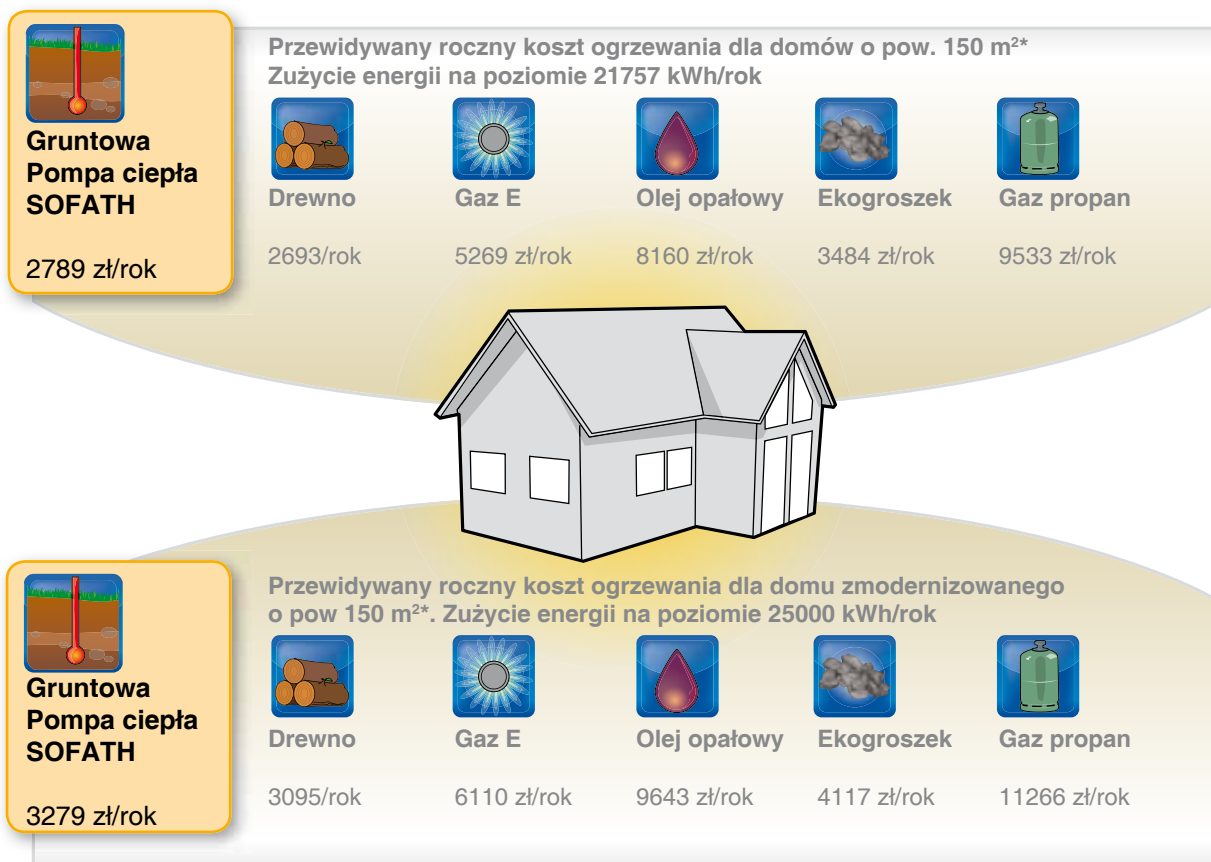 Gruntowa
Pompa ciepła
SOFATH
2789 zł/rok
Przewidywany roczny koszt ogrzewania dla domów o pow. 150 m²*
Zużycie energii na poziomie 21757 kWh/rok
Drewno Gaz E Olej opałowy Ekogroszek Gaz propan
2693/rok 5269 zł/rok 8160 zł/rok 3484 zł/rok 9533 zł/rok
Gruntowa
Pompa ciepła
SOFATH
3279 zł/rok
Przewidywany roczny koszt ogrzewania dla domu zmodernizowanego
o pow 150 m²*. Zużycie energii na poziomie 25000 kWh/rok
Drewno Gaz E Olej opałowy Ekogroszek Gaz propan
3095/rok 6110 zł/rok 9643 zł/rok 4117 zł/rok 11266 zł/rok